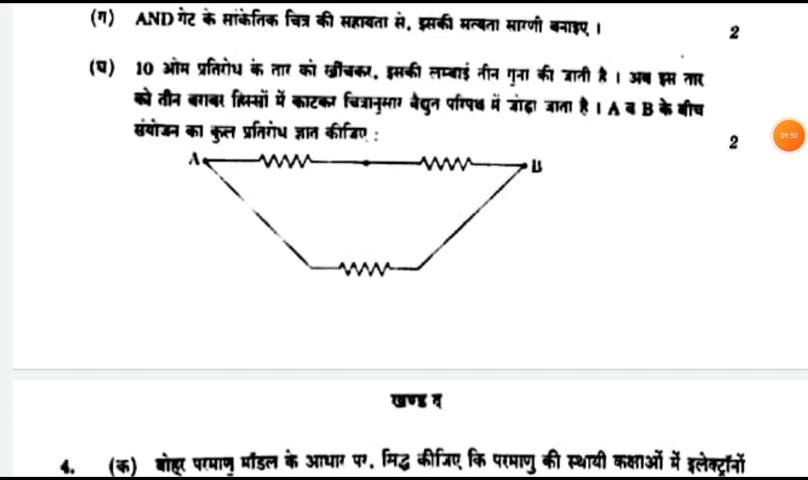 (ग) AND गेट के सांकेतिक चित्र की सहायता से, इसकी सत्यता सारणी बनाइए । 2
(घ) 10 ओम प्रतिरोध के तार को खींचकर, इसकी लम्बाई तीन गुना की जाती है । अब इस तार
को तीन बराबर हिस्सों में काटकर चित्रानुसार वैद्युत परिपथ में जोड़ा जाता है । A व B के बीच
संयोजन का कुल प्रतिरोध ज्ञात कीजिए : 2
09:50
A B
खण्ड द
4. (क) बोहर परमाणु मॉडल के आधार पर, सिद्ध कीजिए कि परमाणु की स्थायी कक्षाओं में इलेक्ट्रॉनों